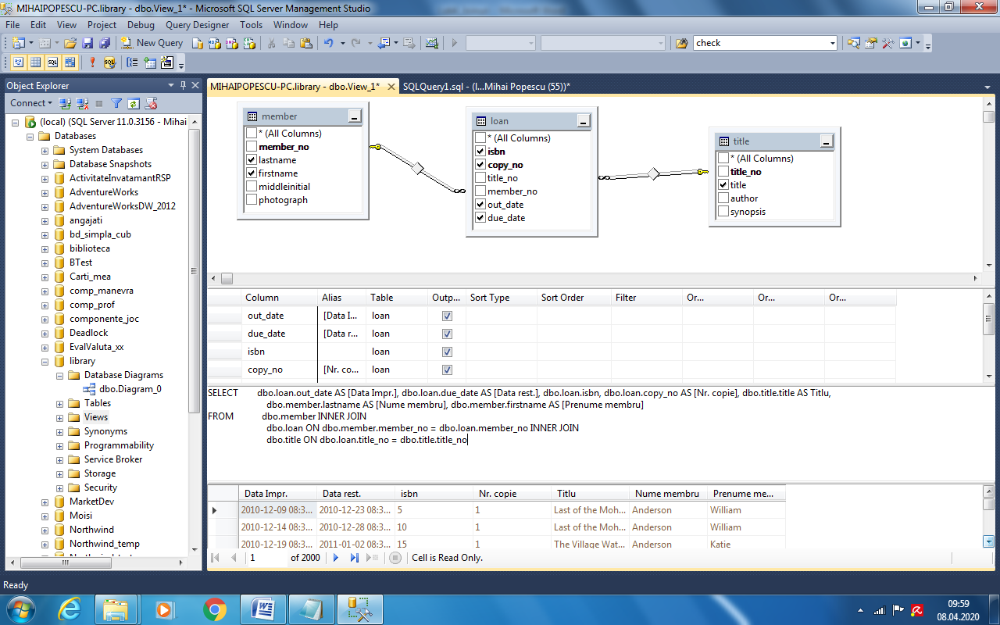 MIHAIPOPESCU-PC.library - dbo.View_1* - Microsoft SQL Server Management Studio
File Edit View Project Debug Query Designer Tools Window Help
New Query
check
Object Explorer
Connect
(local) (SQL Server 11.0.3156 - Mihai
Databases
System Databases
Database Snapshots
ActivitateInvatamantRSP
AdventureWorks
AdventureWorksDW_2012
angajati
bd_simpla_cub
biblioteca
BTest
Carti_mea
comp_manevra
comp_prof
componente_joc
Deadlock
EvalValuta_xx
library
Database Diagrams
dbo.Diagram_0
Tables
Views
Synonyms
Programmability
Service Broker
Storage
Security
MarketDev
Moisi
Northwind
Northwind_temp
MIHAIPOPESCU-PC.library - dbo.View_1* SQLQuery1.sql - (l...Mihai Popescu (55))*
member
* (All Columns)
member_no
lastname
firstname
middleinitial
photograph
loan
* (All Columns)
isbn
copy_no
title_no
member_no
out_date
due_date
title
* (All Columns)
title_no
title
author
synopsis
Column Alias Table Outp... Sort Type Sort Order Filter Or... Or... Or...
out_date [Data I... loan
due_date [Data r... loan
isbn loan
copy_no [Nr. co... loan
SELECT dbo.loan.out_date AS [Data Impr.], dbo.loan.due_date AS [Data rest.], dbo.loan.isbn, dbo.loan.copy_no AS [Nr. copie], dbo.title.title AS Titlu,
dbo.member.lastname AS [Nume membru], dbo.member.firstname AS [Prenume membru]
FROM dbo.member INNER JOIN
dbo.loan ON dbo.member.member_no = dbo.loan.member_no INNER JOIN
dbo.title ON dbo.loan.title_no = dbo.title.title_no
Data Impr. Data rest. isbn Nr. copie Titlu Nume membru Prenume me...
2010-12-09 08:3... 2010-12-23 08:3... 5 1 Last of the Moh... Anderson William
2010-12-14 08:3... 2010-12-28 08:3... 10 1 Last of the Moh... Anderson William
2010-12-19 08:3... 2011-01-02 08:3... 15 1 The Village Wat... Anderson Katie
1 of 2000 Cell is Read Only.
Ready
09:59
08.04.2020